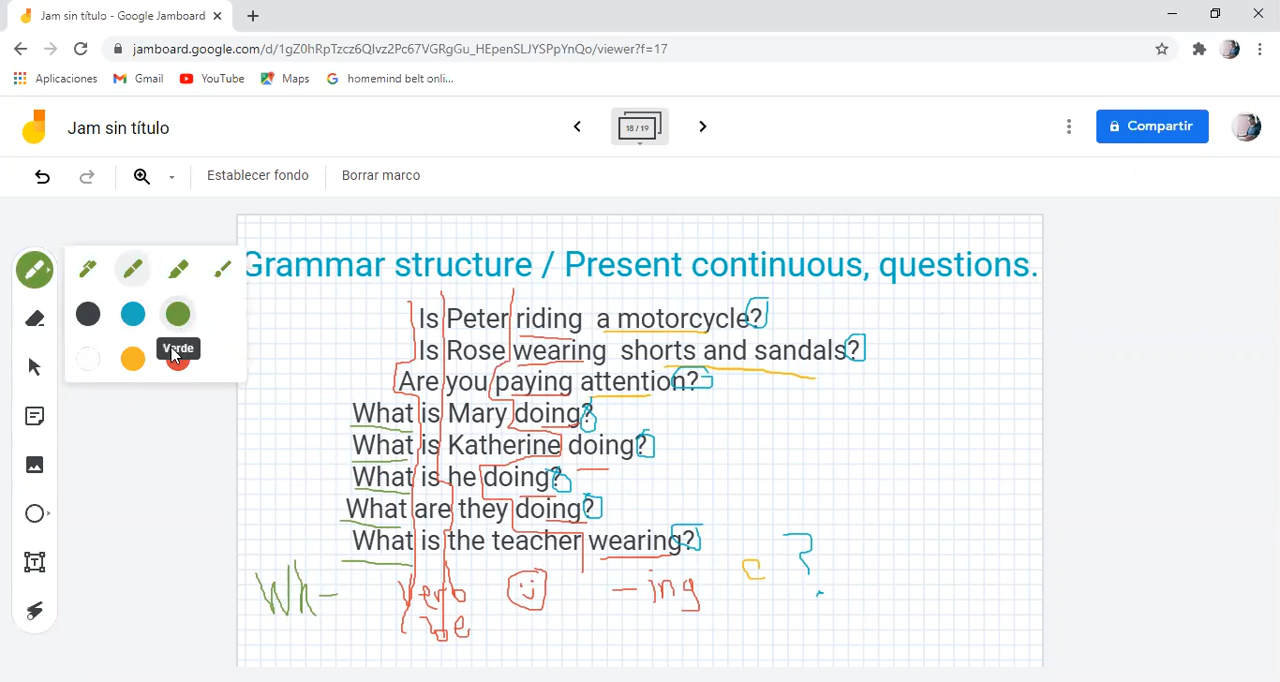 Jam sin título - Google Jamboard
jamboard.google.com/d/1gZ0hRpTzcz6QIvz2Pc67VGRgGu_HEpenSLJYSPpYnQo/viewer?f=17
Aplicaciones Gmail YouTube Maps homemind belt onli...
Jam sin título
18 / 19
Compartir
Establecer fondo Borrar marco
Verde
Grammar structure / Present continuous, questions.
Is Peter riding a motorcycle?
Is Rose wearing shorts and sandals?
Are you paying attention?
What is Mary doing?
What is Katherine doing?
What is he doing?
What are they doing?
What is the teacher wearing?
Wh- verb -ing c ?
be